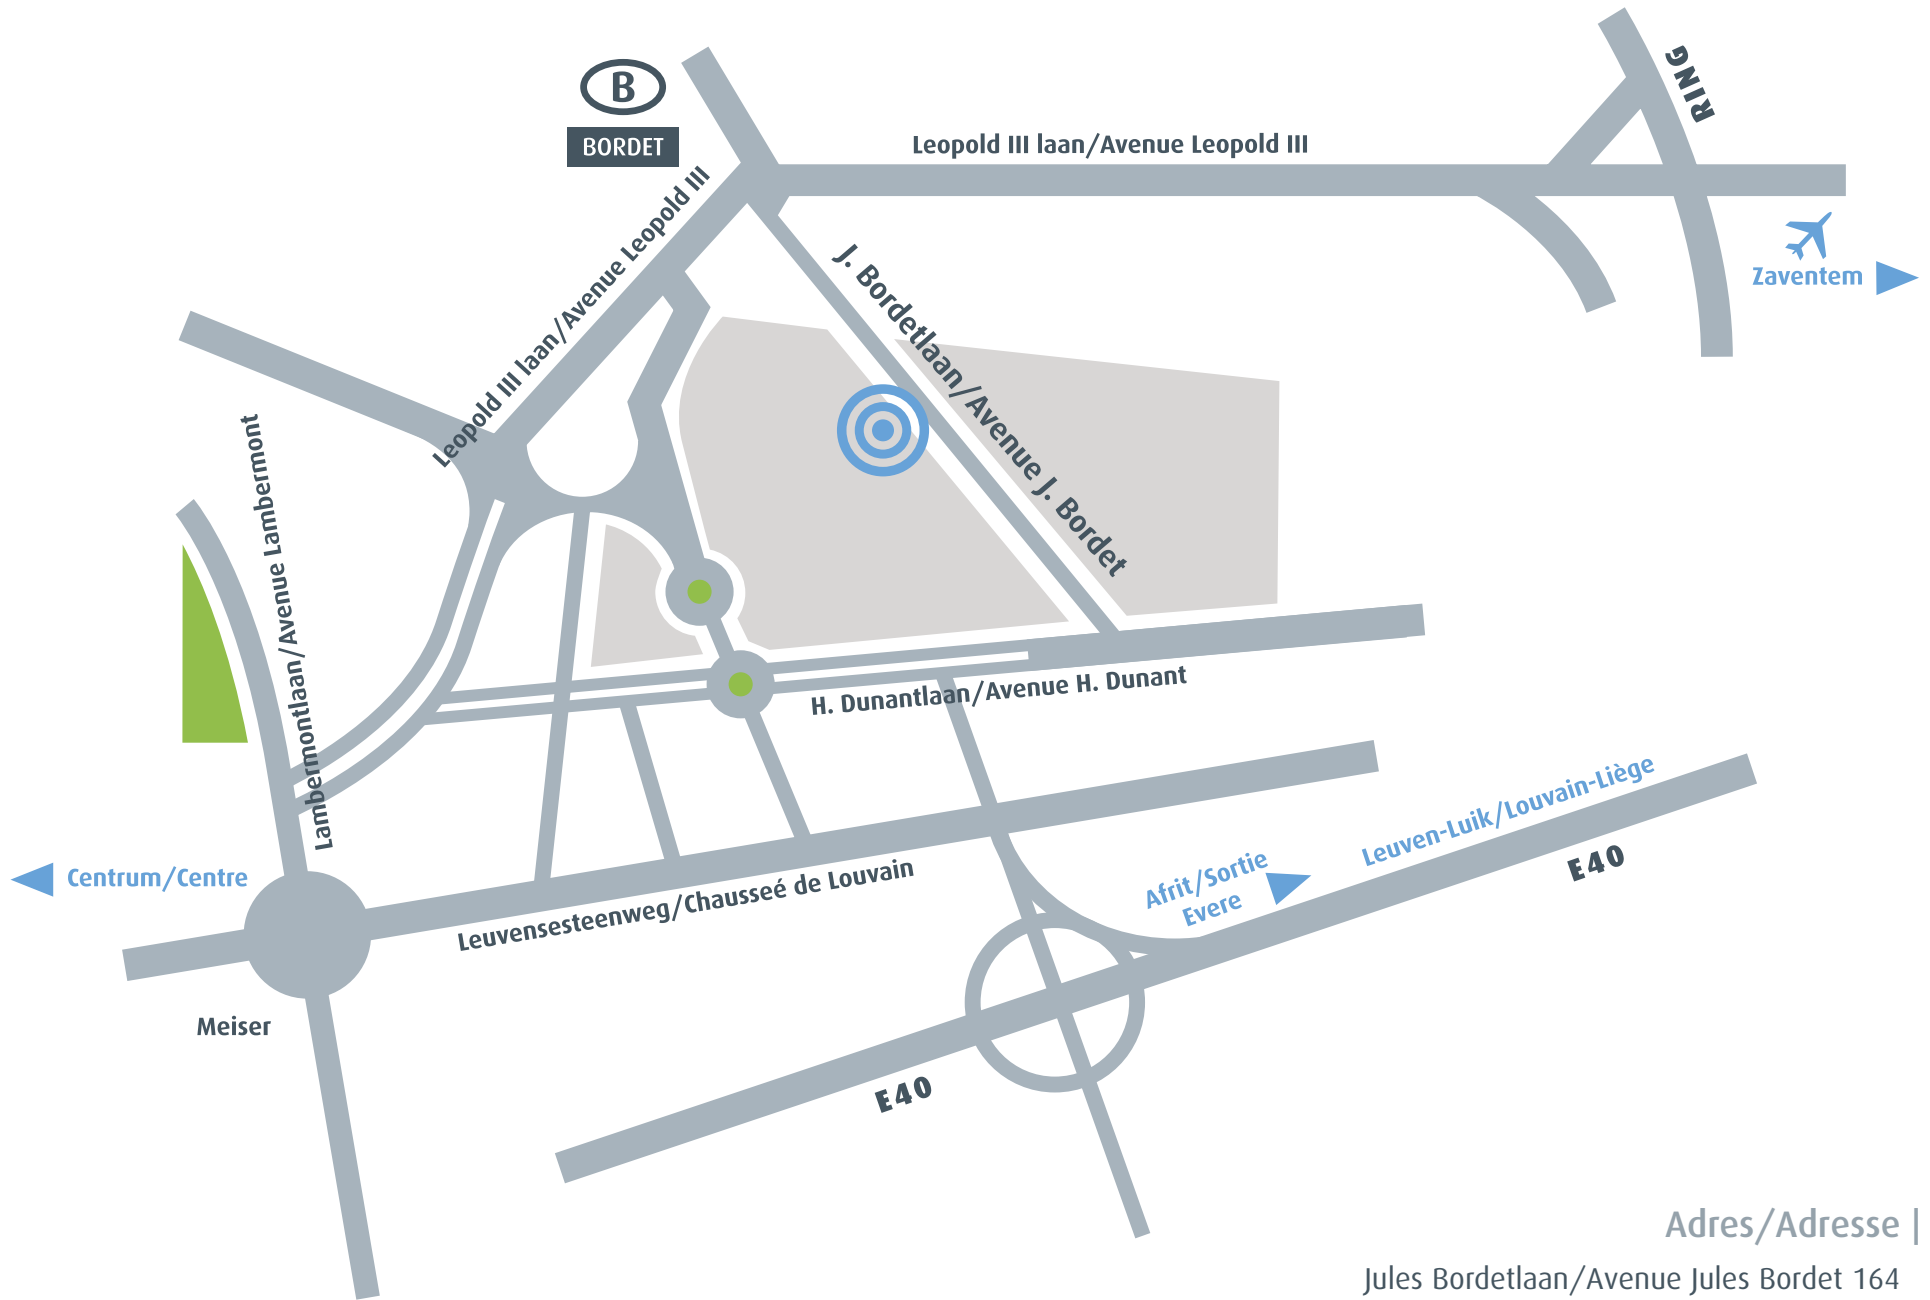 B
BORDET
RING
Leopold III laan/Avenue Leopold III
Leopold III laan/Avenue Leopold III
Zaventem
J. Bordetlaan/Avenue J. Bordet
Lambermontlaan/Avenue Lambermont
H. Dunantlaan/Avenue H. Dunant
Leuven-Luik/Louvain-Liège
E40
Afrit/Sortie
Evere
Centrum/Centre
Leuvensesteenweg/Chausseé de Louvain
Meiser
E40
Adres/Adresse |
Jules Bordetlaan/Avenue Jules Bordet 164